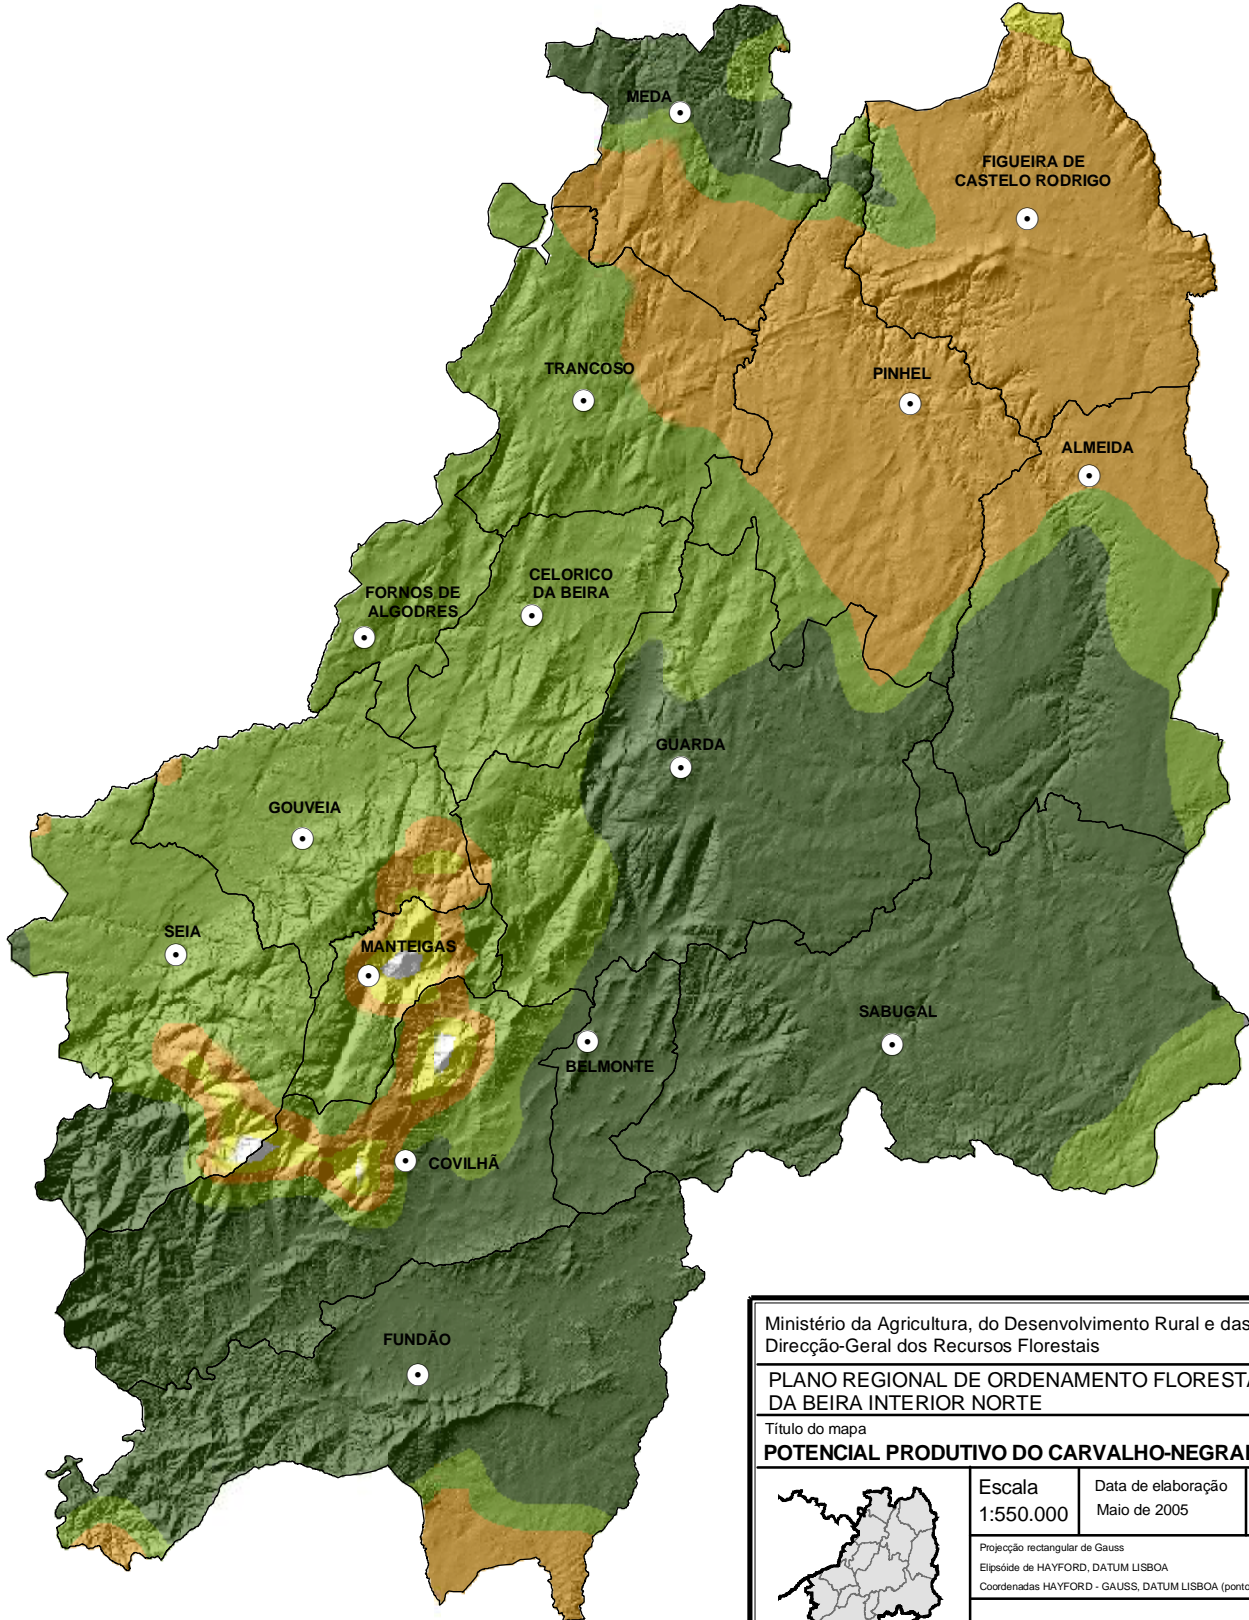 MEDA
FIGUEIRA DE
CASTELO RODRIGO
TRANCOSO
PINHEL
ALMEIDA
CELORICO
DA BEIRA
FORNOS DE
ALGODRES
GUARDA
GOUVEIA
SEIA
MANTEIGAS
SABUGAL
BELMONTE
COVILHÃ
FUNDÃO
Ministério da Agricultura, do Desenvolvimento Rural e das
Direcção-Geral dos Recursos Florestais
PLANO REGIONAL DE ORDENAMENTO FLORESTA
DA BEIRA INTERIOR NORTE
Título do mapa
POTENCIAL PRODUTIVO DO CARVALHO-NEGRAL
Escala
1:550.000
Data de elaboração
Maio de 2005
Projecção rectangular de Gauss
Elipsóide de HAYFORD, DATUM LISBOA
Coordenadas HAYFORD - GAUSS, DATUM LISBOA (ponto